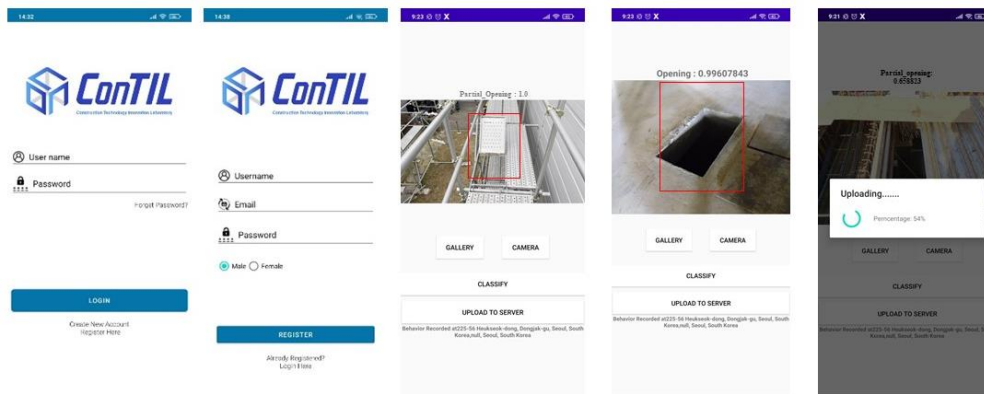 14:32
ConTIL
Construction Technology Innovation Laboratory
User name
Password
Forgot Password?
LOGIN
Create New Account
Register Here
14:38
ConTIL
Construction Technology Innovation Laboratory
Username
Email
Password
Male
Female
REGISTER
Already Registered?
Login Here
9:23
Partial_Opening : 1.0
GALLERY
CAMERA
CLASSIFY
UPLOAD TO SERVER
Behavior Recorded at225-56 Heukseok-dong, Dongjak-gu, Seoul, South
Korea,null, Seoul, South Korea
9:23
Opening : 0.99607843
GALLERY
CAMERA
CLASSIFY
UPLOAD TO SERVER
Behavior Recorded at225-56 Heukseok-dong, Dongjak-gu, Seoul, South
Korea,null, Seoul, South Korea
9:21
Partial_opening:
Uploading.......
54%
GALLERY
CAMERA
CLASSIFY
UPLOAD TO SERVER
Behavior Recorded at225-56 Heukseok-dong, Dongjak-gu, Seoul,
Korea,null, Seoul, South Korea